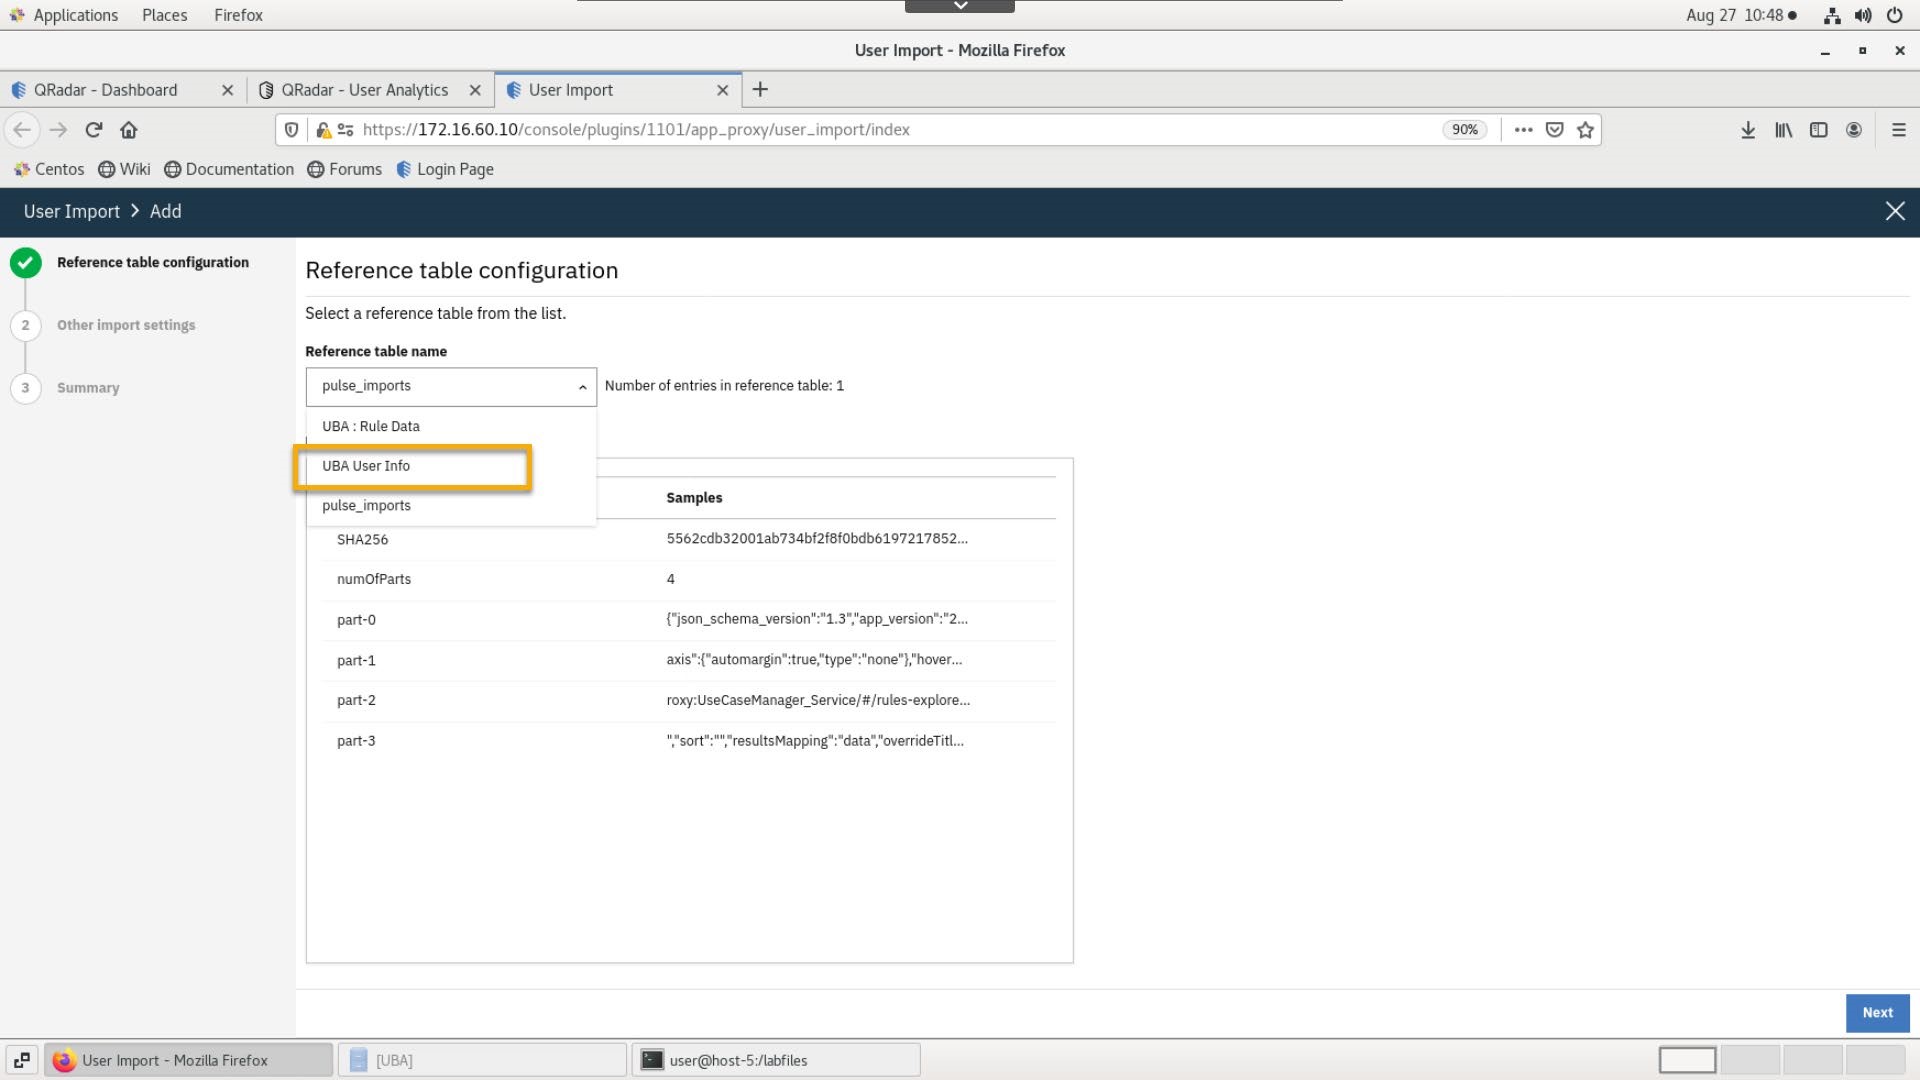 Applications Places Firefox Aug 27 10:48
User Import - Mozilla Firefox
QRadar - Dashboard QRadar - User Analytics User Import
https://172.16.60.10/console/plugins/1101/app_proxy/user_import/index 90%
Centos Wiki Documentation Forums Login Page
User Import > Add
Reference table configuration
2 Other import settings
3 Summary
Reference table configuration
Select a reference table from the list.
Reference table name
pulse_imports Number of entries in reference table: 1
UBA : Rule Data
UBA User Info
pulse_imports
Samples
SHA256 5562cdb32001ab734bf2f8f0bdb6197217852...
numOfParts 4
part-0 {"json_schema_version":"1.3","app_version":"2...
part-1 axis":{"automargin":true,"type":"none"},"hover...
part-2 roxy:UseCaseManager_Service/#/rules-explore...
part-3 ","sort":"","resultsMapping":"data","overrideTitl...
Next
User Import - Mozilla Firefox [UBA] user@host-5:/labfiles